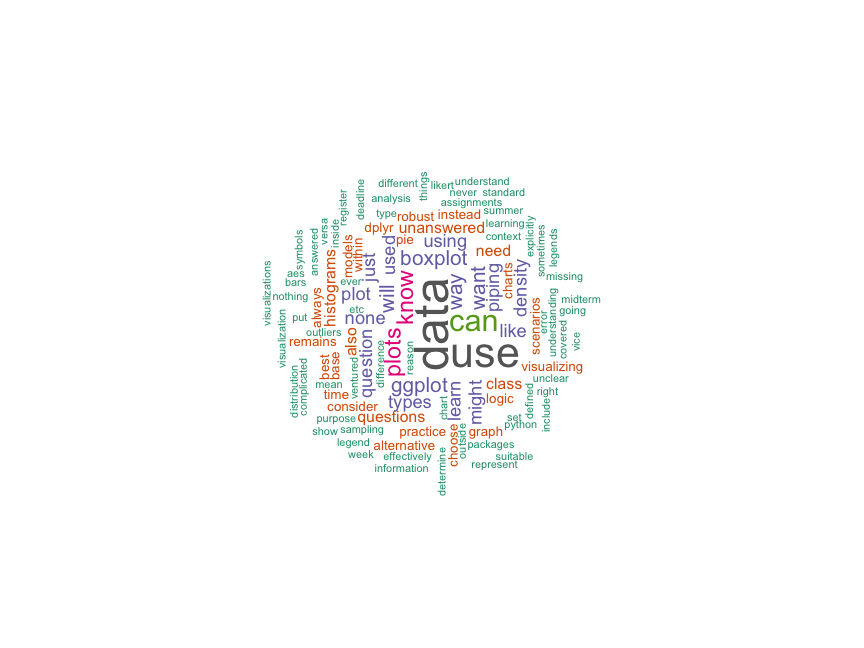 different
things
likert
understand
never
standard
analysis
assignments
deadline
register
type
robust
instead
summer
dplyr
unanswered
learning
pie
using
context
explicitly
versa
inside
answered
symbols
models
within
used
boxplot
need
sometimes
legends
visualizations
aes
bars
histograms
just
will
know
data
way
want
piping
charts
density
missing
nothing
always
ever
plot
etc
can
like
scenarios
error
understanding
midterm
going
put
none
outliers
covered
vice
visualization
remains
also
question
plots
reason
use
difference
visualizing
distribution
complicated
best
base
mean
ventured
ggplot
learn
might
class
unclear
time
types
chart
logic
defined
right
include
consider
purpose
questions
set
python
show
sampling
practice
choose
outside
graph
legend
alternative
packages
week
effectively
suitable
information
determine
represent